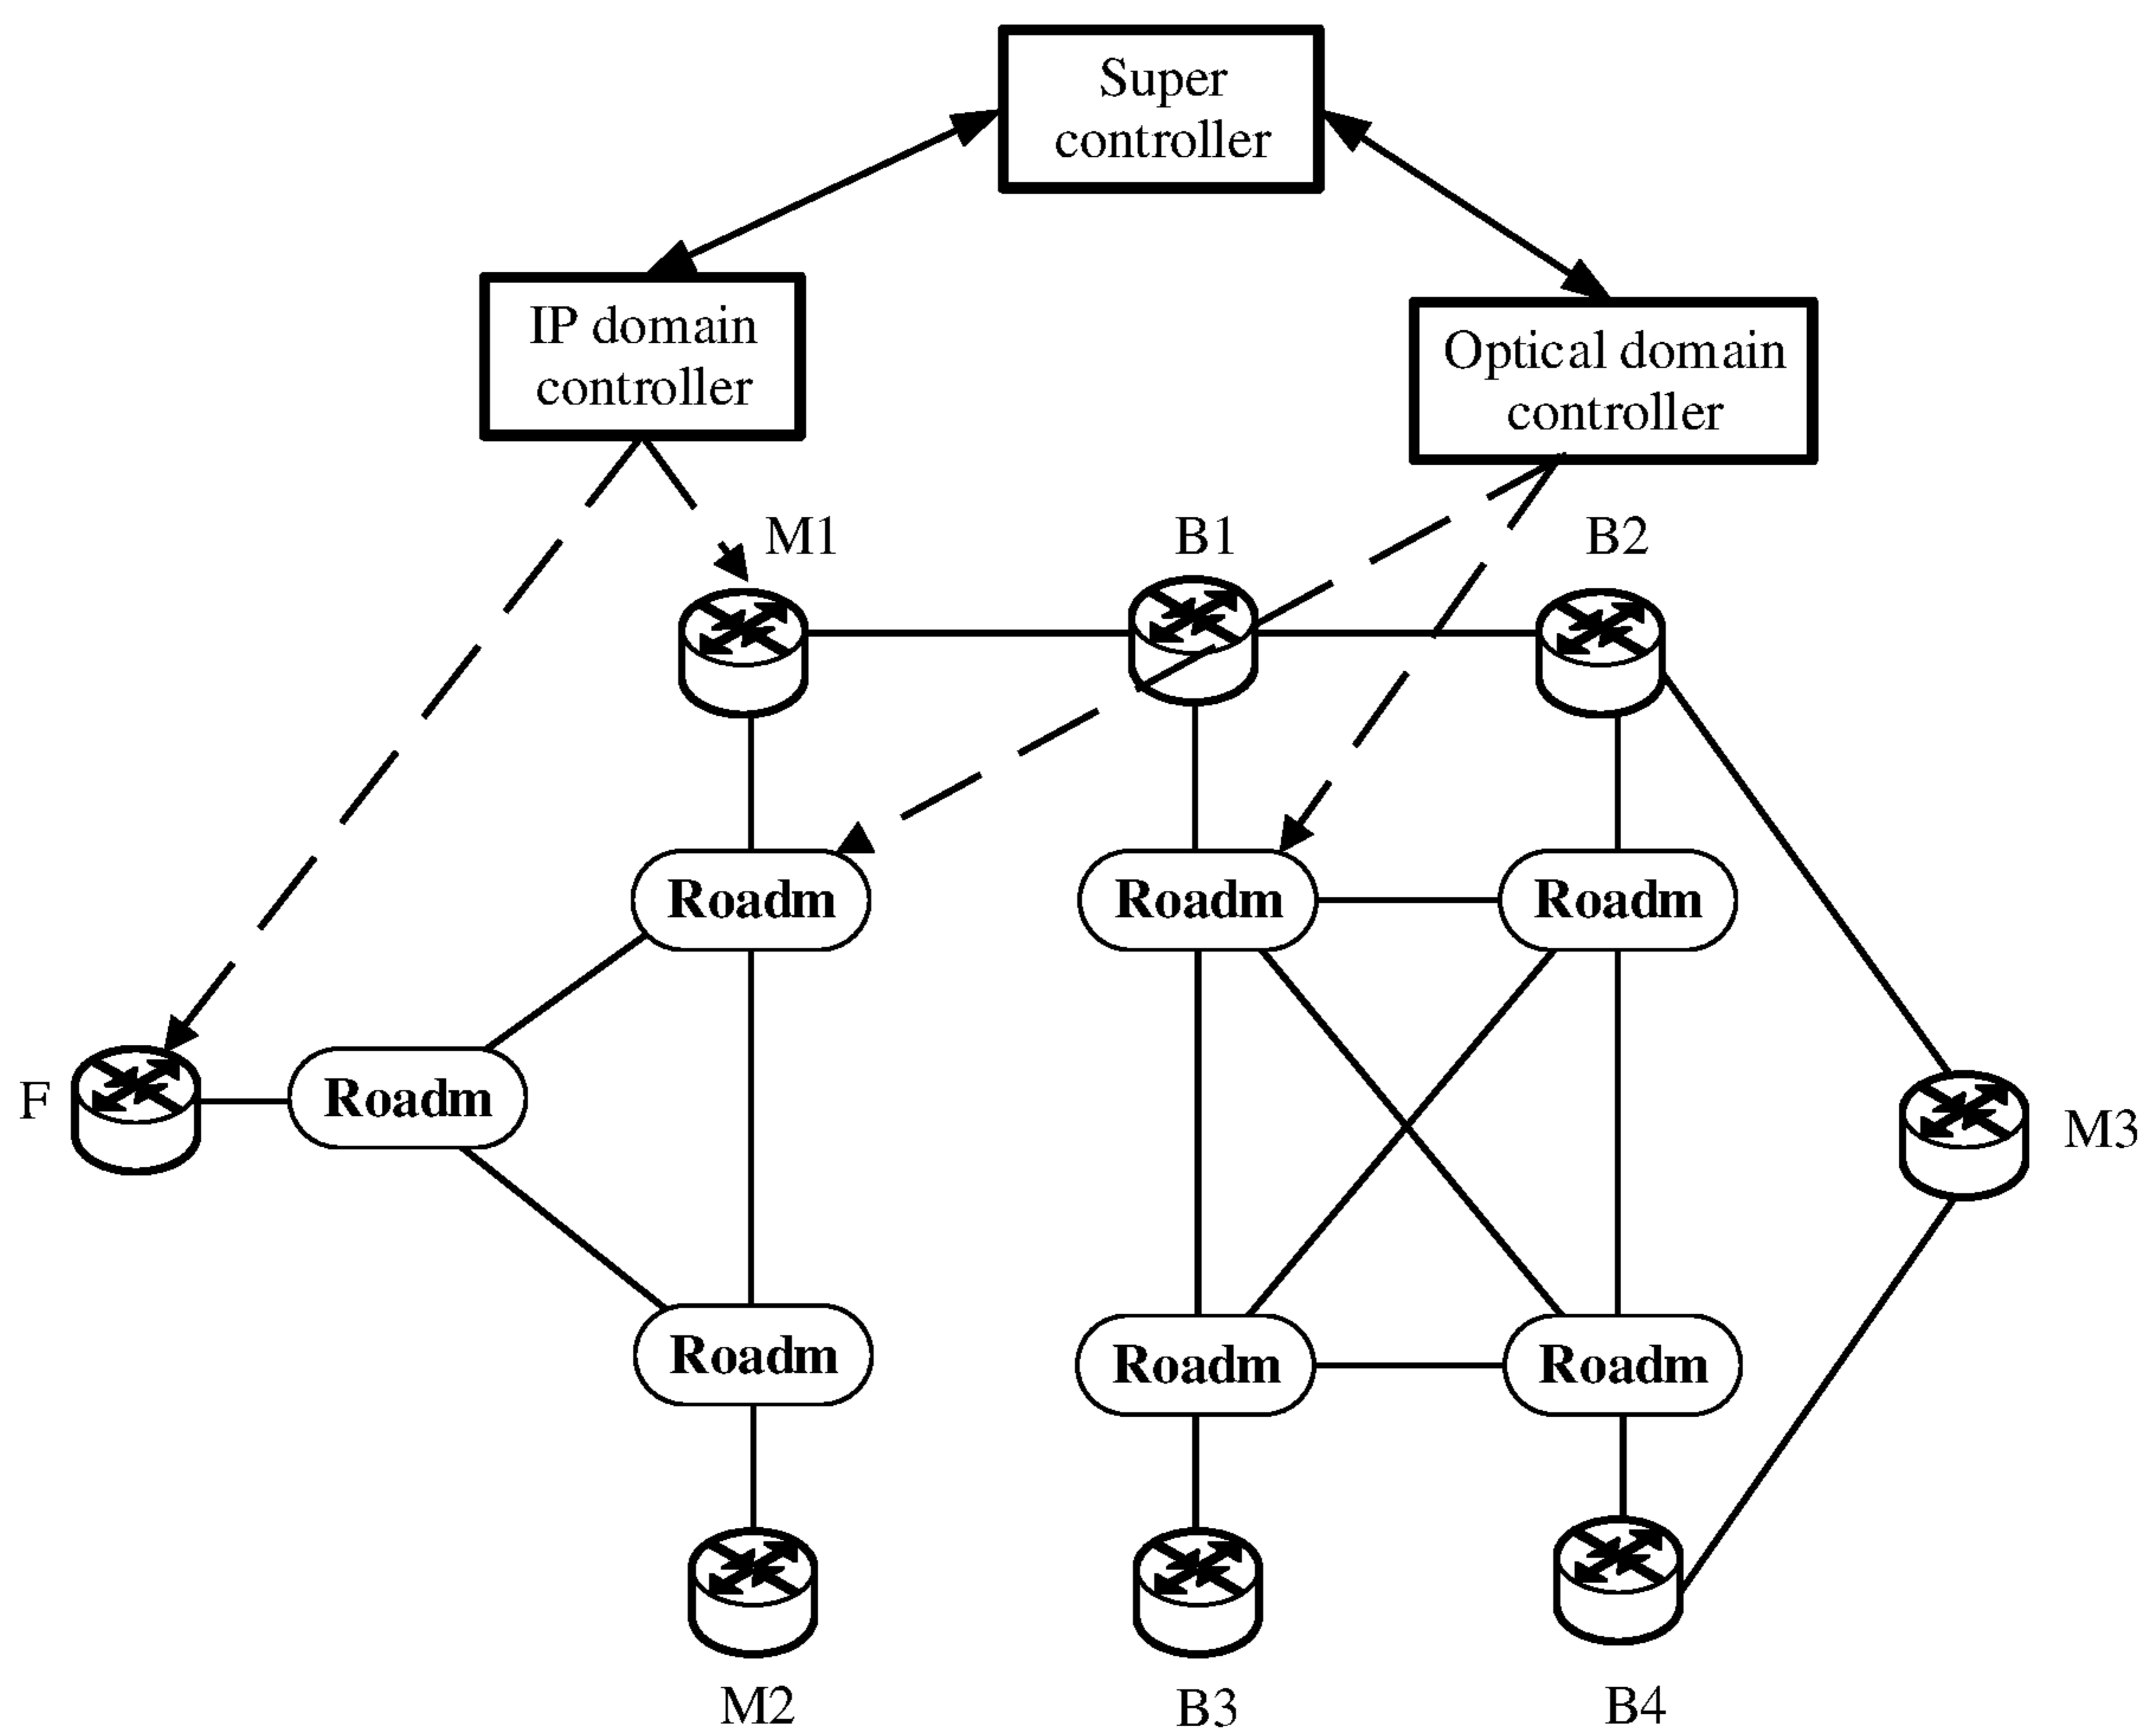 Super
controller
IP domain
controller
Optical domain
controller
M1
B1
B2
Roadm
Roadm
Roadm
F
Roadm
M3
Roadm
Roadm
Roadm
M2
B3
B4